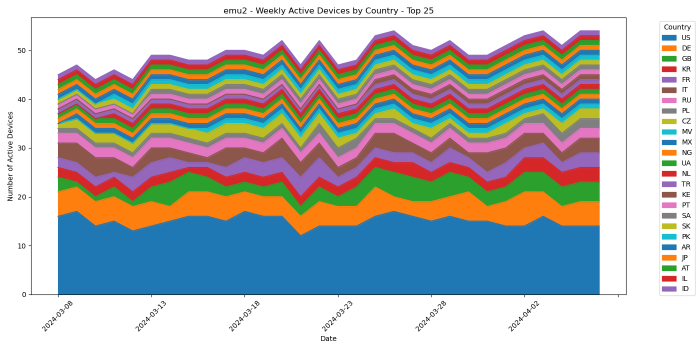 emu2 - Weekly Active Devices by Country - Top 25
Number of Active Devices
50
40
30
20
10
0
2024-03-08
2024-03-13
2024-03-18
2024-03-23
2024-03-28
2024-04-02
Date
Country
US
DE
GB
KR
FR
IT
RU
PL
CZ
MV
MX
NG
UA
NL
TR
KE
PT
SA
SK
PK
AR
JP
AT
IL
ID